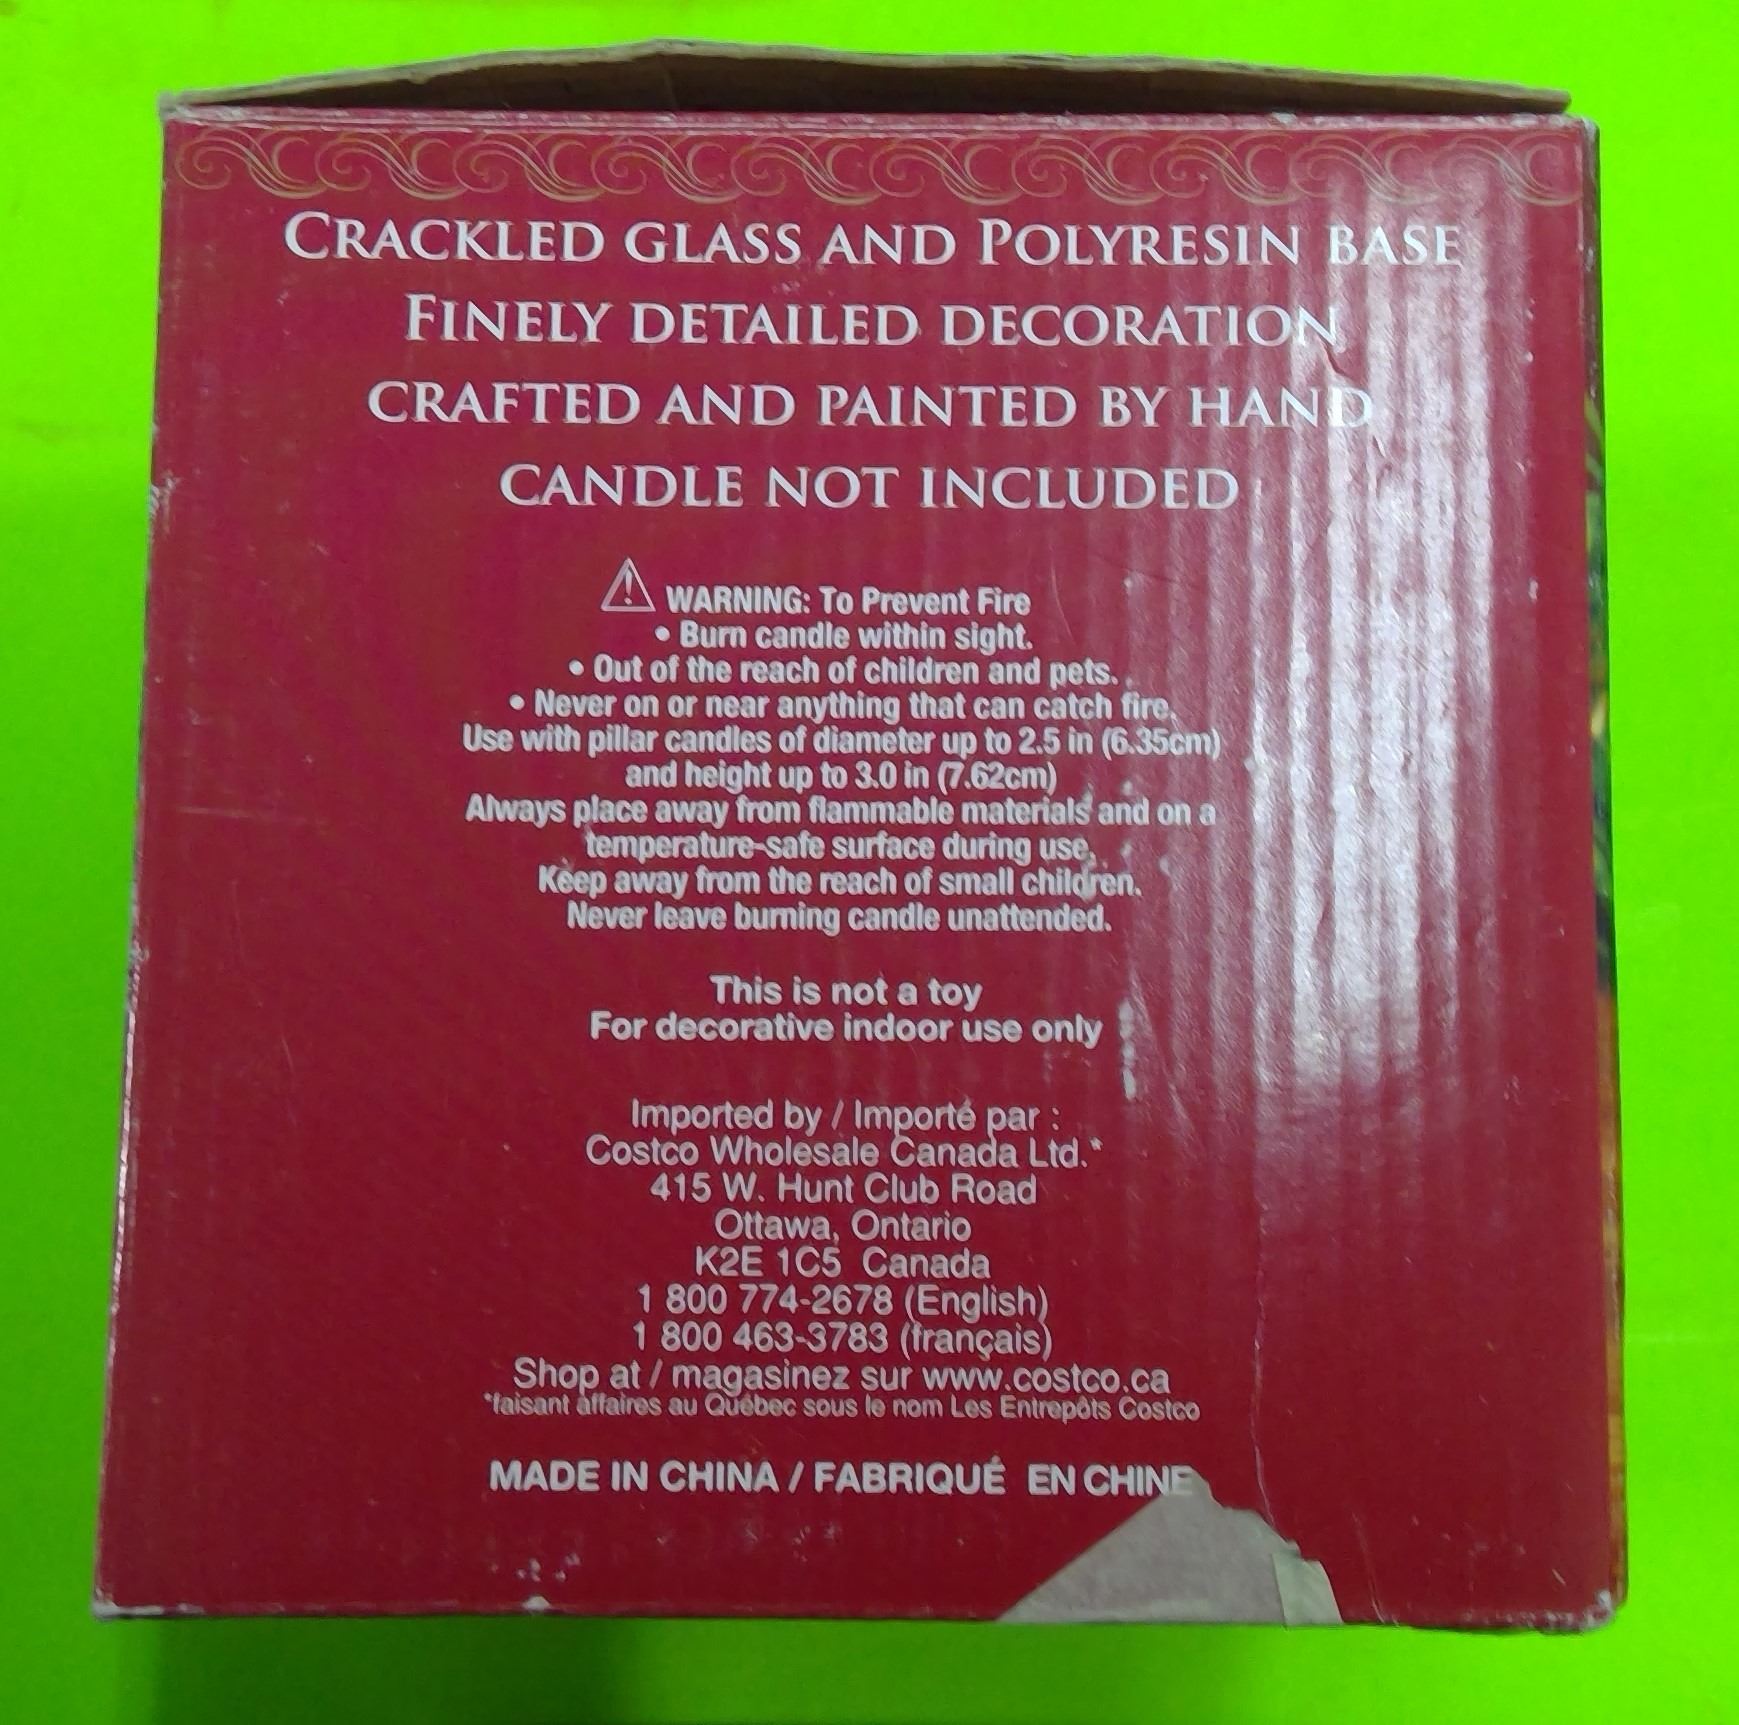 CRACKLED GLASS AND POLYRESIN BASE
FINELY DETAILED DECORATION
CRAFTED AND PAINTED BY HAND
CANDLE NOT INCLUDED
WARNING: To Prevent Fire
• Burn candle within sight.
• Out of the reach of children and pets.
• Never on or near anything that can catch fire.
Use with pillar candles of diameter up to 2.5 in (6.35cm)
and height up to 3.0 in (7.62cm)
Always place away from flammable materials and on a
temperature-safe surface during use.
Keep away from the reach of small children.
Never leave burning candle unattended.
This is not a toy
For decorative indoor use only
Imported by / Importé par :
Costco Wholesale Canada Ltd.*
415 W. Hunt Club Road
Ottawa, Ontario
K2E 1C5 Canada
1 800 774-2678 (English)
1 800 463-3783 (français)
Shop at / magasinez sur www.costco.ca
*faisant affaires au Québec sous le nom Les Entrepôts Costco
MADE IN CHINA / FABRIQUÉ EN CHINE